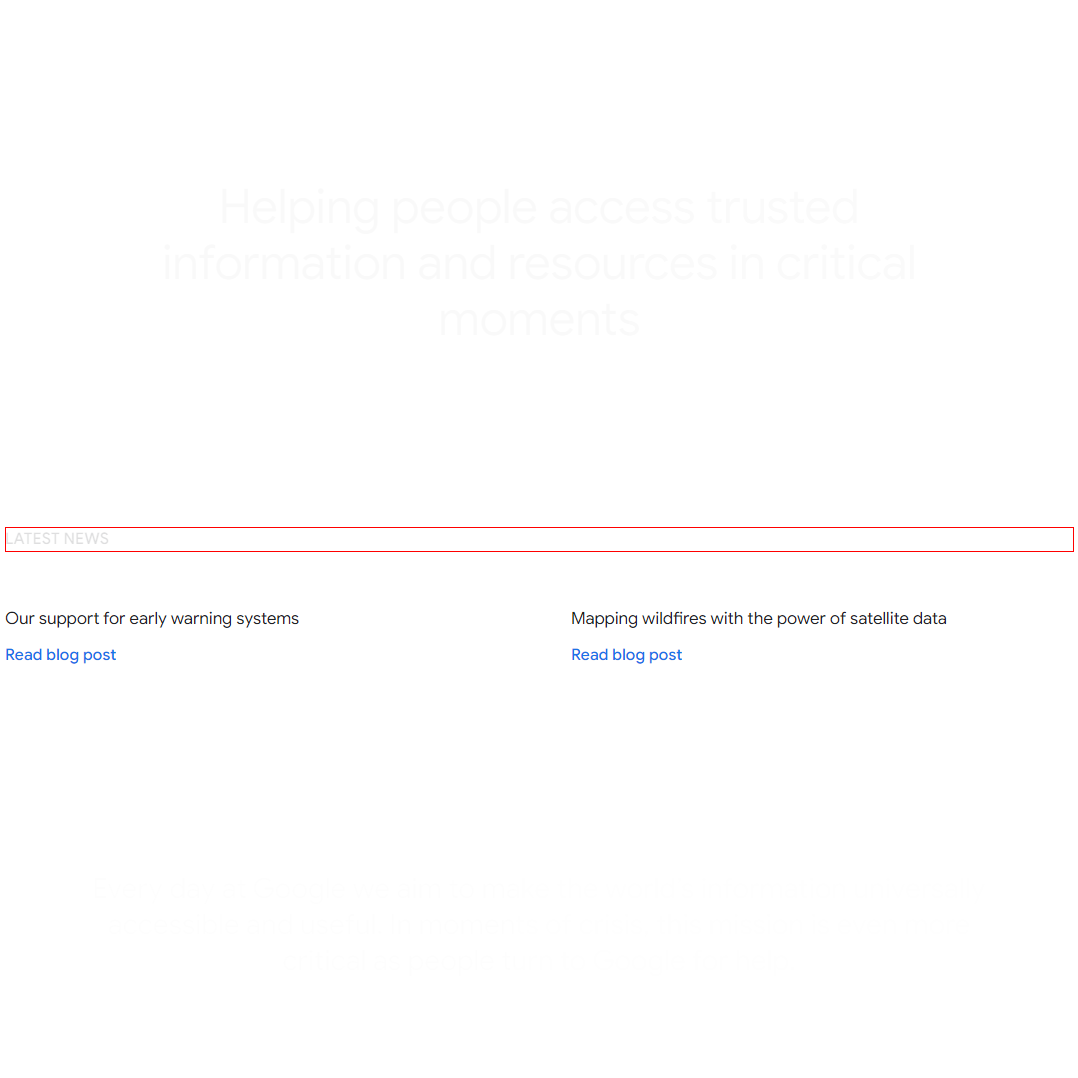 Helping people access trusted
information and resources in critical
moments
LATEST NEWS
Our support for early warning systems
Read blog post
Mapping wildfires with the power of satellite data
Read blog post